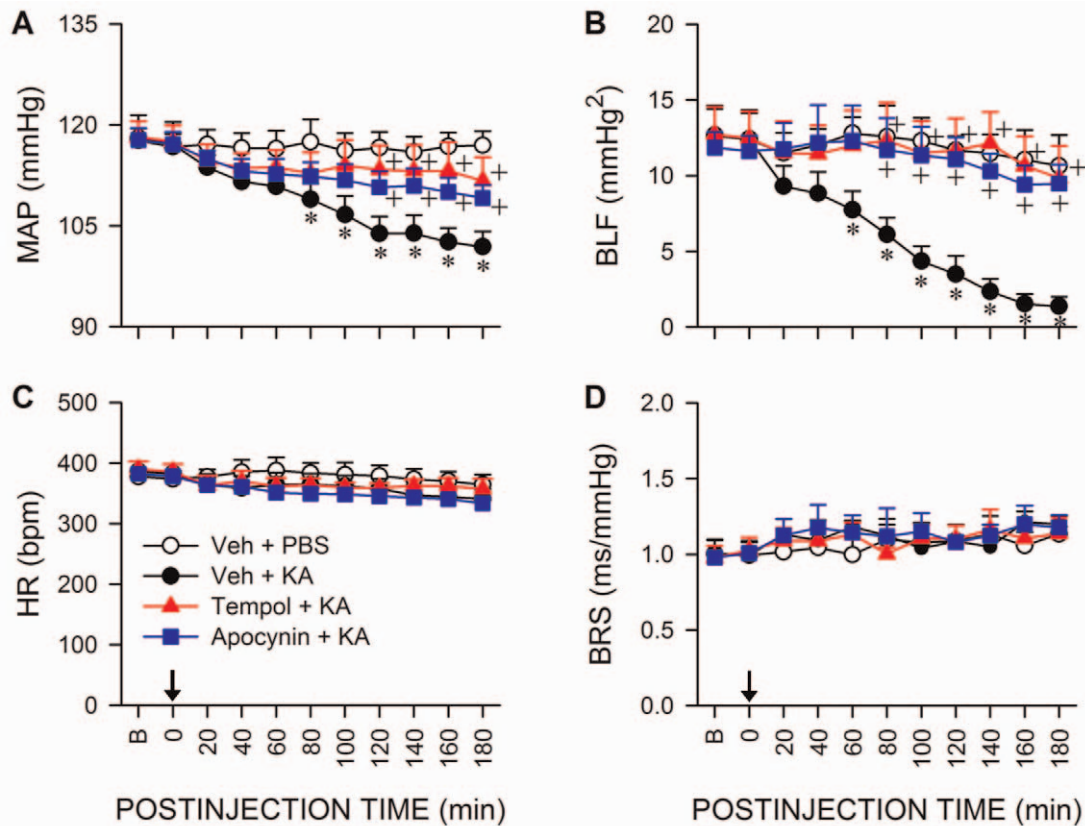 A
MAP (mmHg)
135
120
105
90
+ + + +
+ + + +
* * * * * *
B
BLF (mmHg²)
20
15
10
5
0
+ + + + + +
+ + + + + +
* * * * * * *
C
HR (bpm)
500
400
300
200
100
0
Veh + PBS
Veh + KA
Tempol + KA
Apocynin + KA
B 0 20 40 60 80 100 120 140 160 180
POSTINJECTION TIME (min)
D
BRS (ms/mmHg)
2.0
1.5
1.0
0.5
0.0
B 0 20 40 60 80 100 120 140 160 180
POSTINJECTION TIME (min)